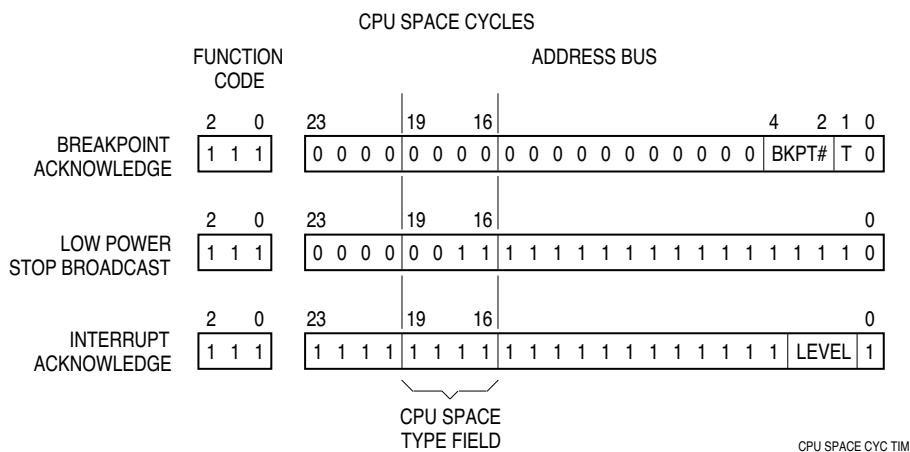 CPU SPACE CYCLES
FUNCTION CODE
ADDRESS BUS
2 0 23 19 16 4 2 1 0
BREAKPOINT ACKNOWLEDGE
1 1 1 0 0 0 0 0 0 0 0 0 0 0 0 0 0 0 0 0 0 0 BKPT# T 0
2 0 23 19 16 0
LOW POWER STOP BROADCAST
1 1 1 0 0 0 0 0 0 1 1 1 1 1 1 1 1 1 1 1 1 1 1 1 1 1 0
2 0 23 19 16 0
INTERRUPT ACKNOWLEDGE
1 1 1 1 1 1 1 1 1 1 1 1 1 1 1 1 1 1 1 1 1 1 1 LEVEL 1
CPU SPACE TYPE FIELD
CPU SPACE CYC TIM